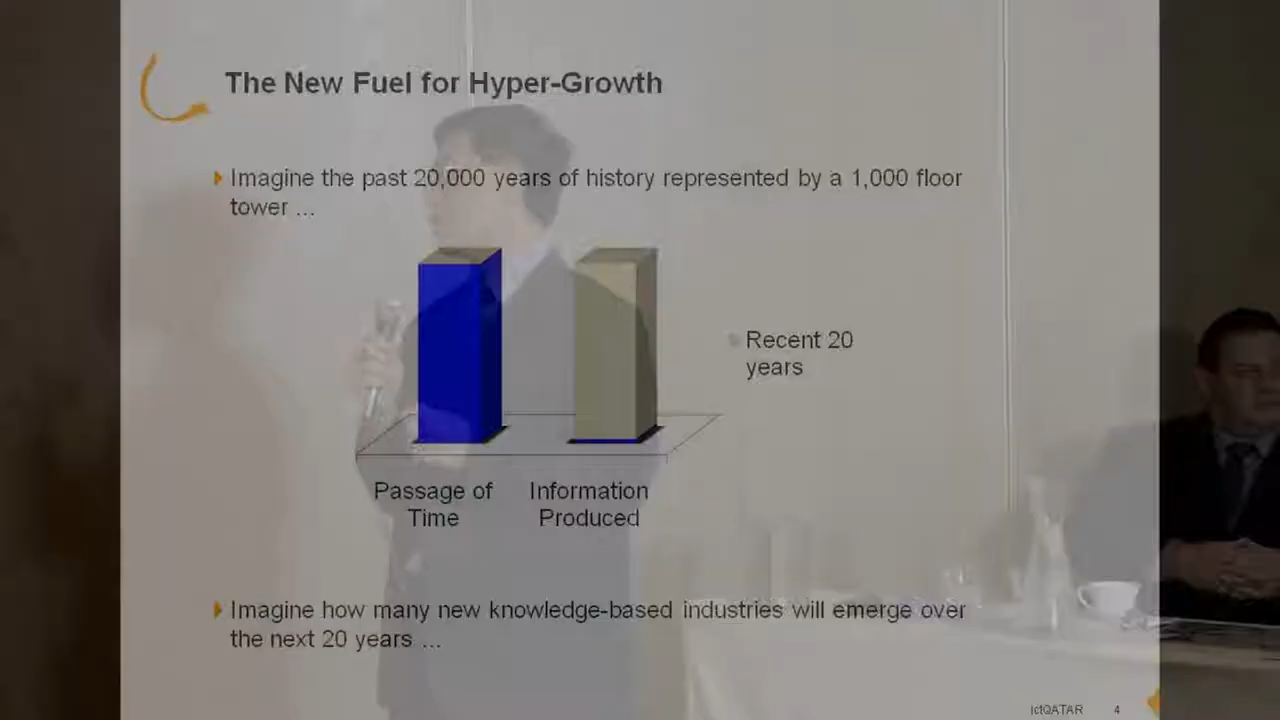 The New Fuel for Hyper-Growth
Imagine the past 20,000 years of history represented by a 1,000 floor
tower ...
Recent 20
years
Passage of
Time
Information
Produced
Imagine how many new knowledge-based industries will emerge over
the next 20 years ...
ictQATAR 4